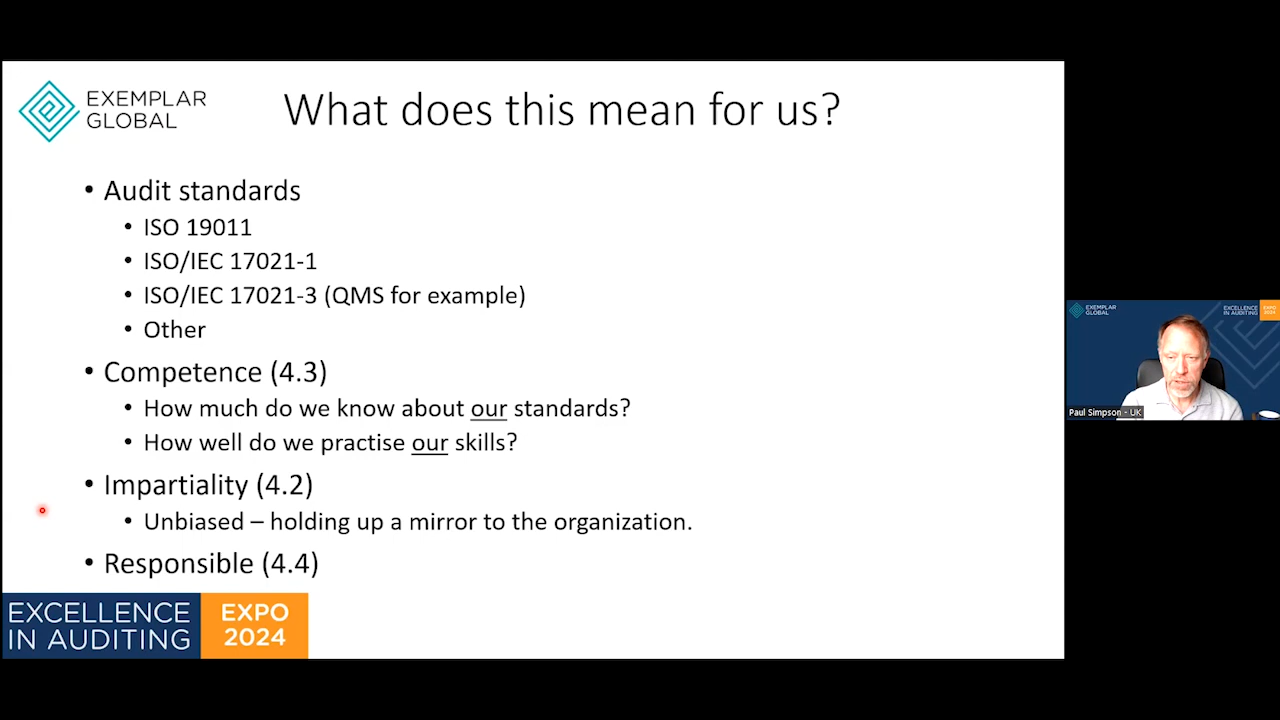 EXEMPLAR
GLOBAL
What does this mean for us?
• Audit standards
• ISO 19011
• ISO/IEC 17021-1
• ISO/IEC 17021-3 (QMS for example)
• Other
• Competence (4.3)
• How much do we know about our standards?
• How well do we practise our skills?
• Impartiality (4.2)
• Unbiased – holding up a mirror to the organization.
• Responsible (4.4)
EXCELLENCE
IN AUDITING
EXPO
2024
EXEMPLAR
GLOBAL
EXCELLENCE
IN AUDITING
EXPO
2024
Paul Simpson - UK